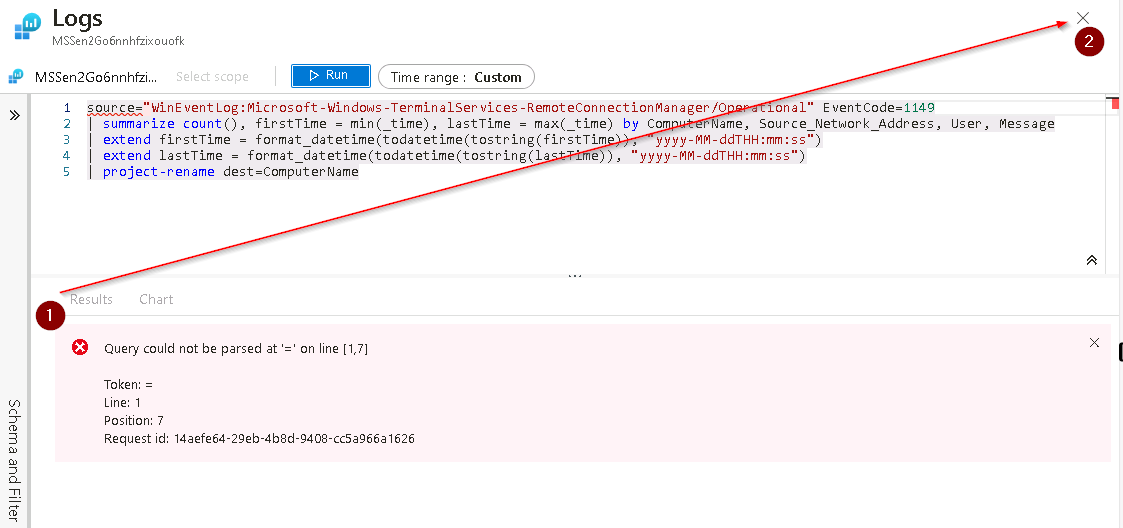 Logs
MSSen2Go6nnhfzixouofk
MSSen2Go6nnhfzi... Select scope Run Time range : Custom
2
1 source="WinEventLog:Microsoft-Windows-TerminalServices-RemoteConnectionManager/Operational" EventCode=1149
2 | summarize count(), firstTime = min(_time), lastTime = max(_time) by ComputerName, Source_Network_Address, User, Message
3 | extend firstTime = format_datetime(todatetime(tostring(firstTime)), "yyyy-MM-ddTHH:mm:ss")
4 | extend lastTime = format_datetime(todatetime(tostring(lastTime)), "yyyy-MM-ddTHH:mm:ss")
5 | project-rename dest=ComputerName
1
Results Chart
Query could not be parsed at '=' on line [1,7]
Token: =
Line: 1
Position: 7
Request id: 14aefe64-29eb-4b8d-9408-cc5a966a1626
Schema and Filter